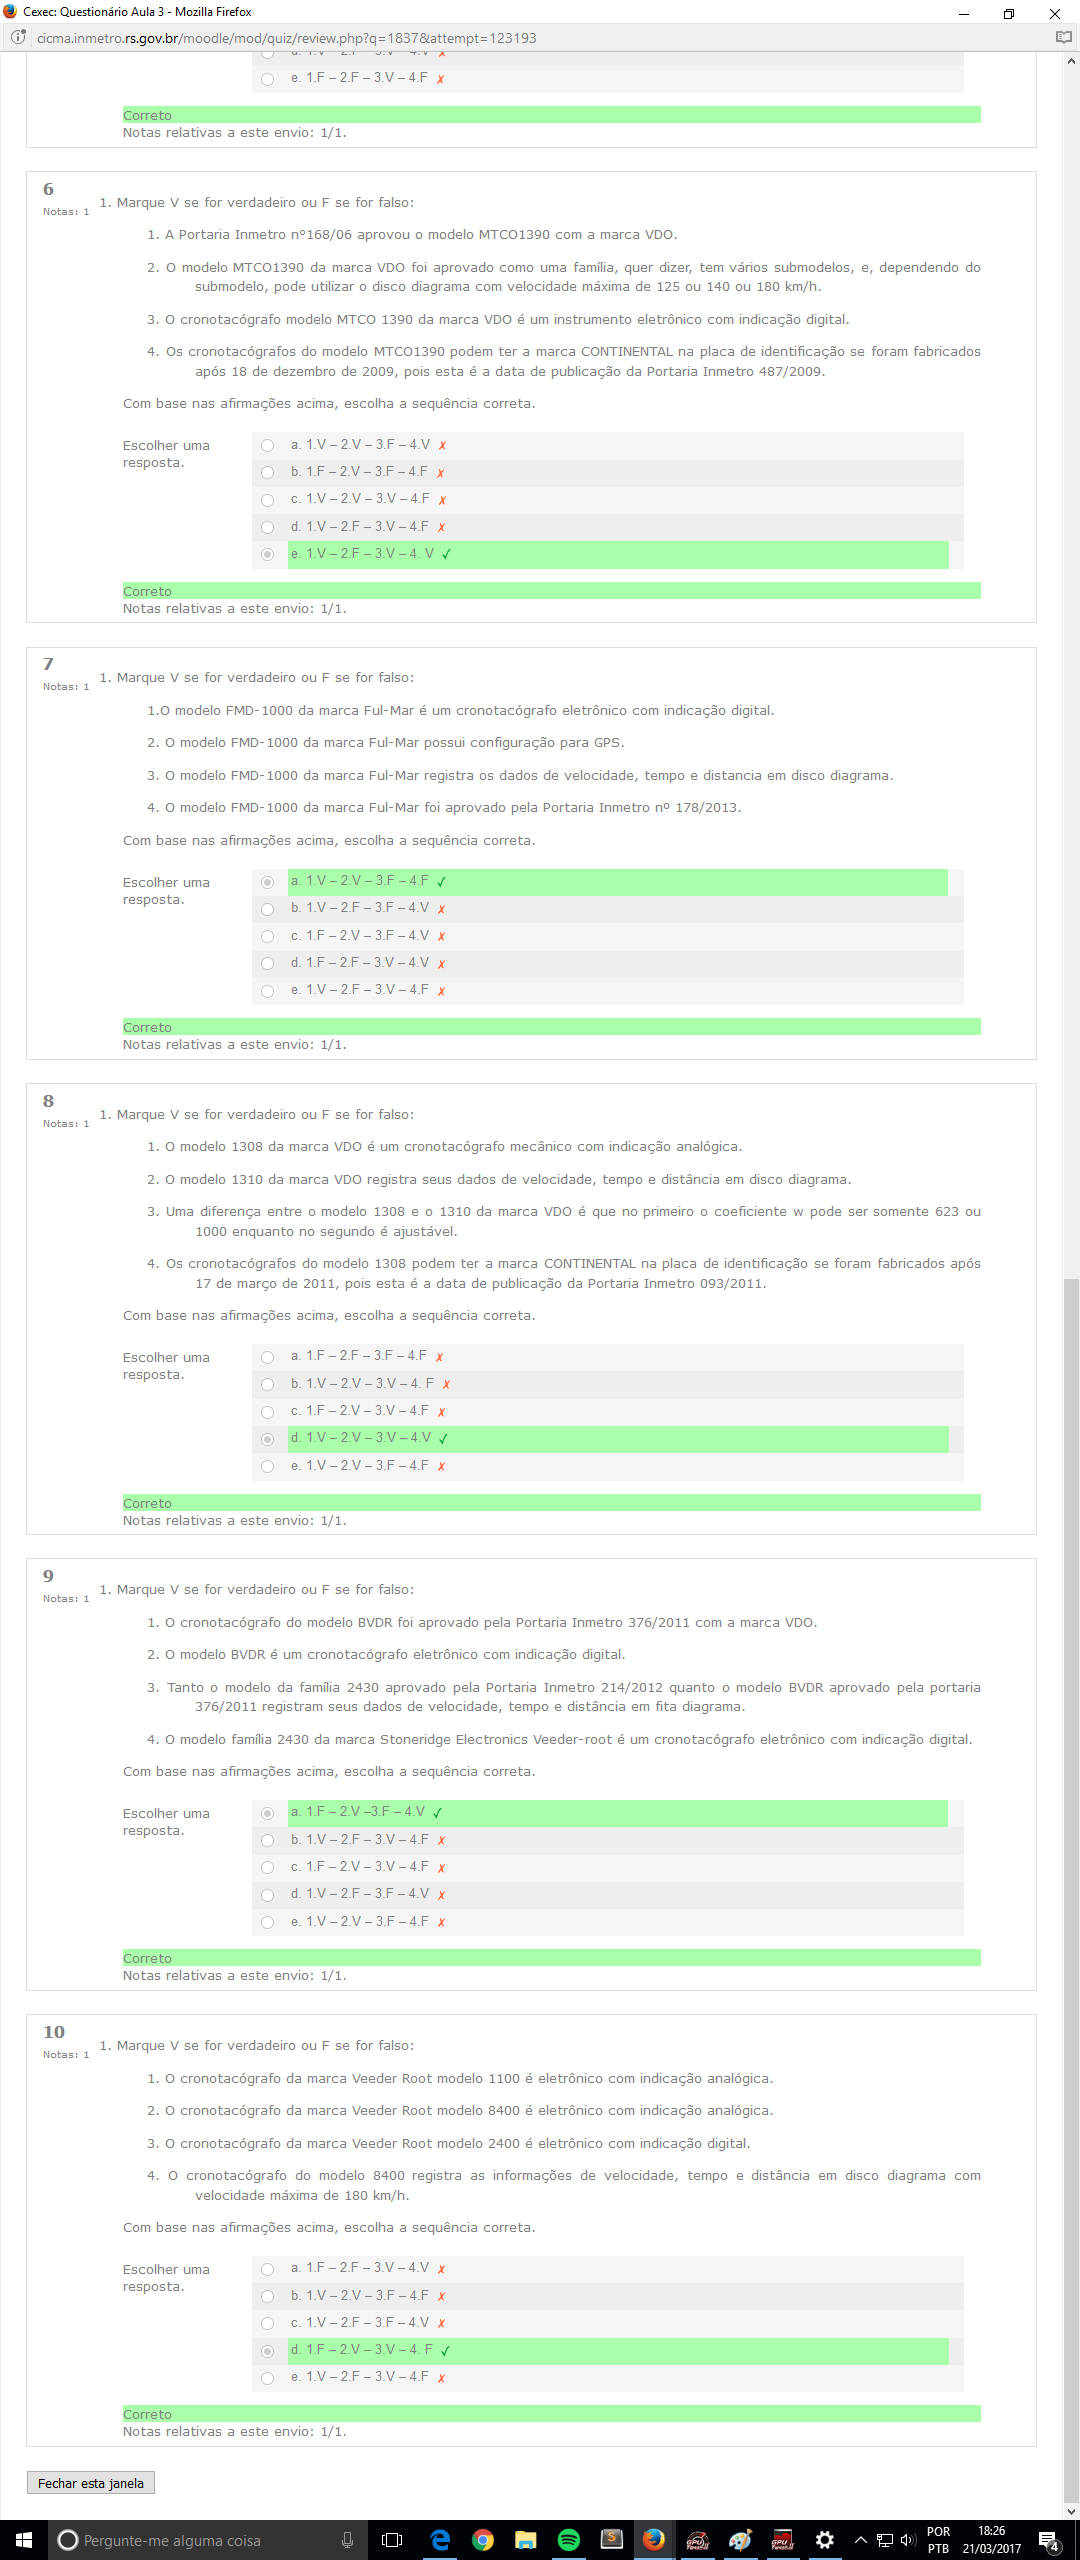 Cexec: Questionário Aula 3 - Mozilla Firefox
cicma.inmetro.rs.gov.br/moodle/mod/quiz/review.php?q=1837&attempt=123193
e. 1.F – 2.F – 3.V – 4.F ✗
Correto
Notas relativas a este envio: 1/1.
6
Notas: 1
1. Marque V se for verdadeiro ou F se for falso:
1. A Portaria Inmetro nº168/06 aprovou o modelo MTCO1390 com a marca VDO.
2. O modelo MTCO1390 da marca VDO foi aprovado como uma família, quer dizer, tem vários submodelos, e, dependendo do
submodelo, pode utilizar o disco diagrama com velocidade máxima de 125 ou 140 ou 180 km/h.
3. O cronotacógrafo modelo MTCO 1390 da marca VDO é um instrumento eletrônico com indicação digital.
4. Os cronotacógrafos do modelo MTCO1390 podem ter a marca CONTINENTAL na placa de identificação se foram fabricados
após 18 de dezembro de 2009, pois esta é a data de publicação da Portaria Inmetro 487/2009.
Com base nas afirmações acima, escolha a sequência correta.
Escolher uma
resposta.
a. 1.V – 2.V – 3.F – 4.V ✗
b. 1.F – 2.V – 3.F – 4.F ✗
c. 1.V – 2.V – 3.V – 4.F ✗
d. 1.V – 2.F – 3.V – 4.F ✗
e. 1.V – 2.F – 3.V – 4. V ✓
Correto
Notas relativas a este envio: 1/1.
7
Notas: 1
1. Marque V se for verdadeiro ou F se for falso:
1.O modelo FMD-1000 da marca Ful-Mar é um cronotacógrafo eletrônico com indicação digital.
2. O modelo FMD-1000 da marca Ful-Mar possui configuração para GPS.
3. O modelo FMD-1000 da marca Ful-Mar registra os dados de velocidade, tempo e distancia em disco diagrama.
4. O modelo FMD-1000 da marca Ful-Mar foi aprovado pela Portaria Inmetro nº 178/2013.
Com base nas afirmações acima, escolha a sequência correta.
Escolher uma
resposta.
a. 1.V – 2.V – 3.F – 4.F ✓
b. 1.V – 2.F – 3.F – 4.V ✗
c. 1.F – 2.V – 3.F – 4.V ✗
d. 1.F – 2.F – 3.V – 4.V ✗
e. 1.V – 2.F – 3.V – 4.F ✗
Correto
Notas relativas a este envio: 1/1.
8
Notas: 1
1. Marque V se for verdadeiro ou F se for falso:
1. O modelo 1308 da marca VDO é um cronotacógrafo mecânico com indicação analógica.
2. O modelo 1310 da marca VDO registra seus dados de velocidade, tempo e distância em disco diagrama.
3. Uma diferença entre o modelo 1308 e o 1310 da marca VDO é que no primeiro o coeficiente w pode ser somente 623 ou
1000 enquanto no segundo é ajustável.
4. Os cronotacógrafos do modelo 1308 podem ter a marca CONTINENTAL na placa de identificação se foram fabricados após
17 de março de 2011, pois esta é a data de publicação da Portaria Inmetro 093/2011.
Com base nas afirmações acima, escolha a sequência correta.
Escolher uma
resposta.
a. 1.F – 2.F – 3.F – 4.F ✗
b. 1.V – 2.V – 3.V – 4. F ✗
c. 1.F – 2.V – 3.V – 4.F ✗
d. 1.V – 2.V – 3.V – 4.V ✓
e. 1.V – 2.V – 3.F – 4.F ✗
Correto
Notas relativas a este envio: 1/1.
9
Notas: 1
1. Marque V se for verdadeiro ou F se for falso:
1. O cronotacógrafo do modelo BVDR foi aprovado pela Portaria Inmetro 376/2011 com a marca VDO.
2. O modelo BVDR é um cronotacógrafo eletrônico com indicação digital.
3. Tanto o modelo da família 2430 aprovado pela Portaria Inmetro 214/2012 quanto o modelo BVDR aprovado pela portaria
376/2011 registram seus dados de velocidade, tempo e distância em fita diagrama.
4. O modelo família 2430 da marca Stoneridge Electronics Veeder-root é um cronotacógrafo eletrônico com indicação digital.
Com base nas afirmações acima, escolha a sequência correta.
Escolher uma
resposta.
a. 1.F – 2.V –3.F – 4.V ✓
b. 1.V – 2.F – 3.V – 4.F ✗
c. 1.F – 2.V – 3.V – 4.F ✗
d. 1.V – 2.F – 3.F – 4.V ✗
e. 1.V – 2.V – 3.F – 4.F ✗
Correto
Notas relativas a este envio: 1/1.
10
Notas: 1
1. Marque V se for verdadeiro ou F se for falso:
1. O cronotacógrafo da marca Veeder Root modelo 1100 é eletrônico com indicação analógica.
2. O cronotacógrafo da marca Veeder Root modelo 8400 é eletrônico com indicação analógica.
3. O cronotacógrafo da marca Veeder Root modelo 2400 é eletrônico com indicação digital.
4. O cronotacógrafo do modelo 8400 registra as informações de velocidade, tempo e distância em disco diagrama com
velocidade máxima de 180 km/h.
Com base nas afirmações acima, escolha a sequência correta.
Escolher uma
resposta.
a. 1.F – 2.F – 3.V – 4.V ✗
b. 1.V – 2.V – 3.F – 4.F ✗
c. 1.V – 2.F – 3.F – 4.V ✗
d. 1.F – 2.V – 3.V – 4. F ✓
e. 1.V – 2.F – 3.V – 4.F ✗
Correto
Notas relativas a este envio: 1/1.
Fechar esta janela
Pergunte-me alguma coisa
POR
PTB
18:26
21/03/2017
4